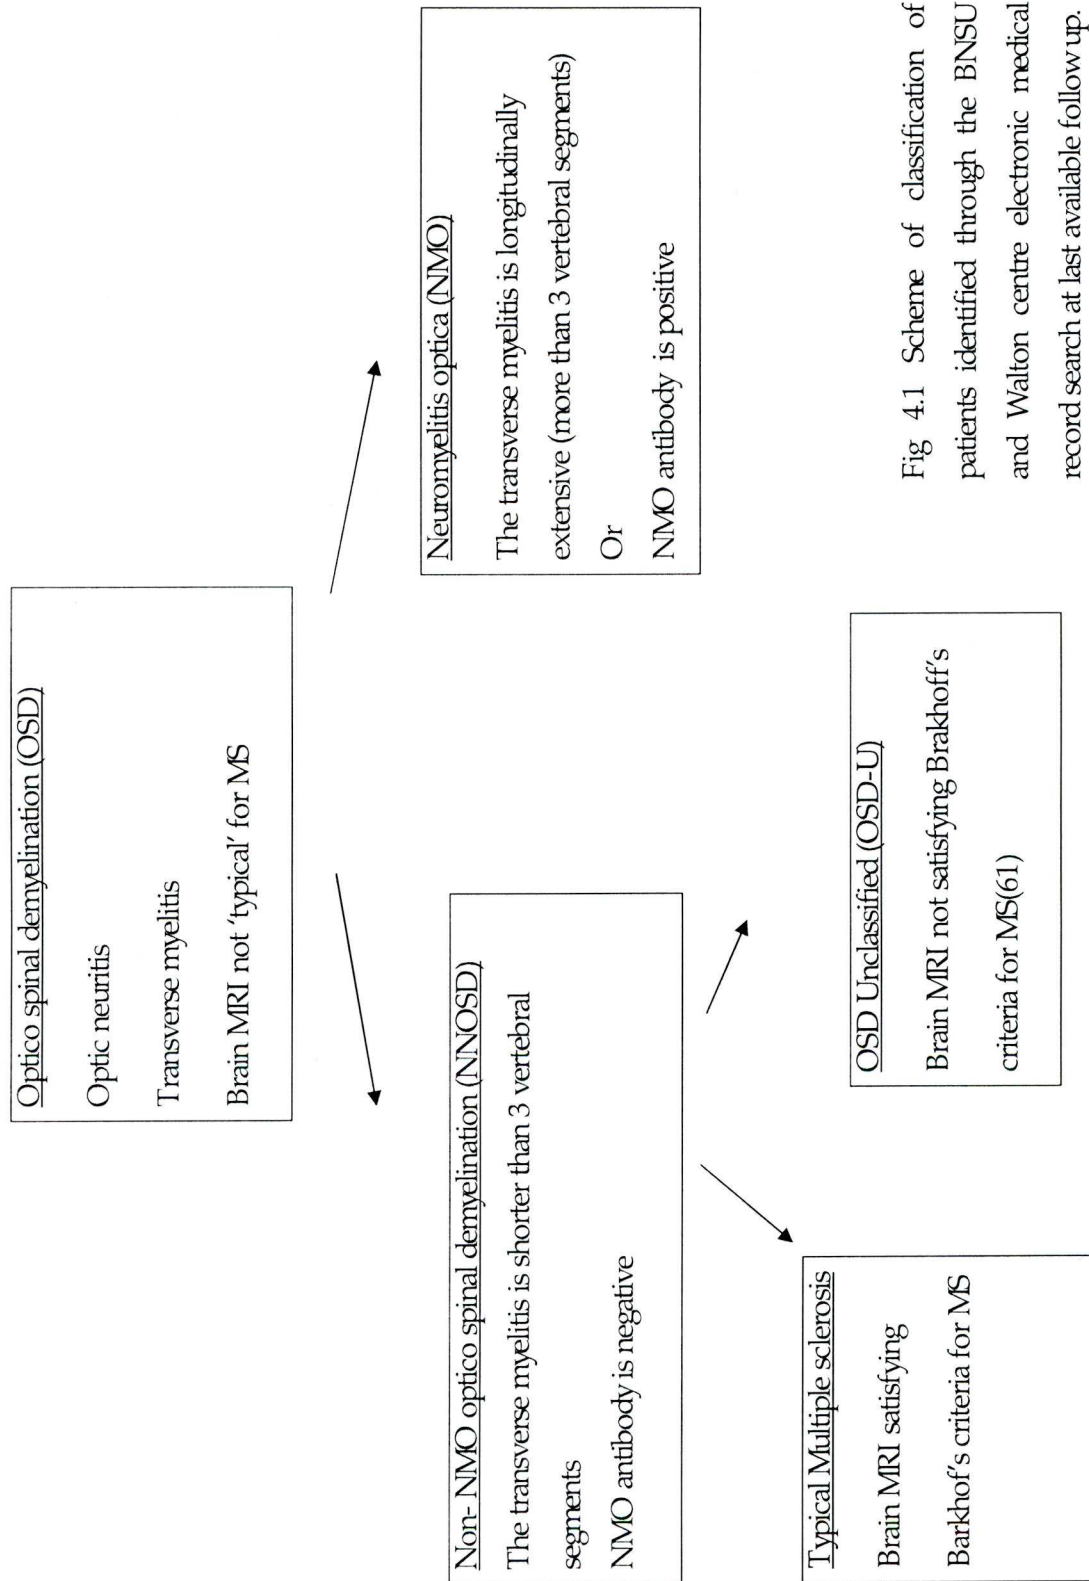 Optico spinal demyelination (OSD)
Optic neuritis
Transverse myelitis
Brain MRI not 'typical' for MS
Non- NMO optico spinal demyelination (NNOSD)
The transverse myelitis is shorter than 3 vertebral
segments
NMO antibody is negative
Neuromyelitis optica (NMO)
The transverse myelitis is longitudinally
extensive (more than 3 vertebral segments)
Or
NMO antibody is positive
Typical Multiple sclerosis
Brain MRI satisfying
Barkhof's criteria for MS
OSD Unclassified (OSD-U)
Brain MRI not satisfying Brakhoff's
criteria for MS(61)
Fig 4.1 Scheme of classification of
patients identified through the BNSU
and Walton centre electronic medical
record search at last available follow up.